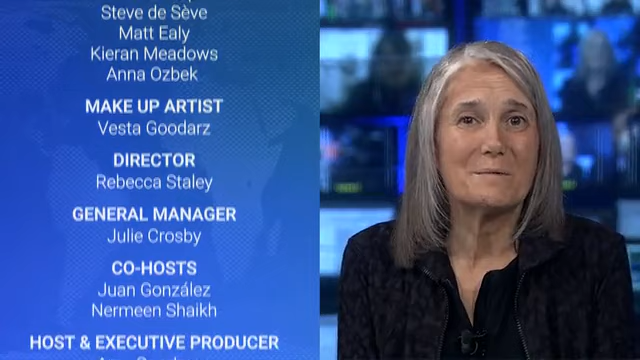 Steve de Sève
Matt Ealy
Kieran Meadows
Anna Ozbek
MAKE UP ARTIST
Vesta Goodarz
DIRECTOR
Rebecca Staley
GENERAL MANAGER
Julie Crosby
CO-HOSTS
Juan González
Nermeen Shaikh
HOST & EXECUTIVE PRODUCER